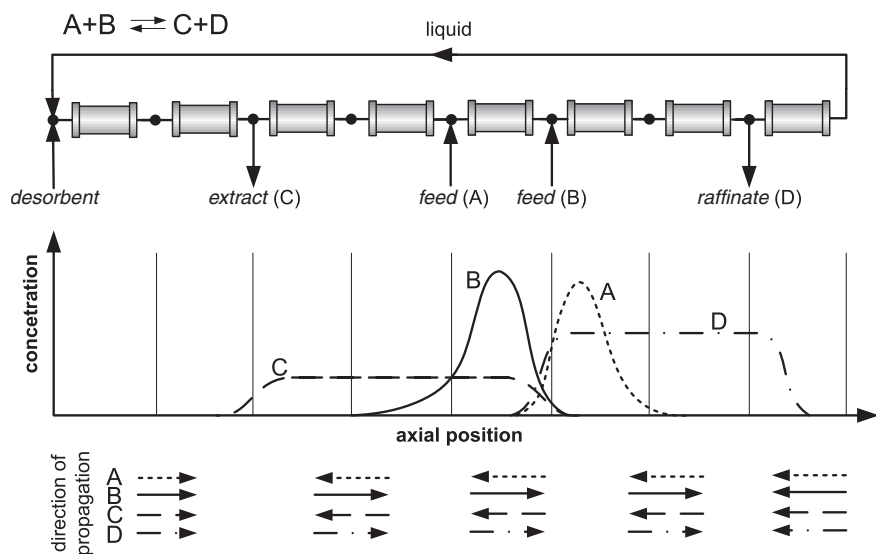 A+B ⇌ C+D
liquid
desorbent
extract (C)
feed (A)
feed (B)
raffinate (D)
concetration
B
A
D
C
axial position
direction of
propagation
A
B
C
D